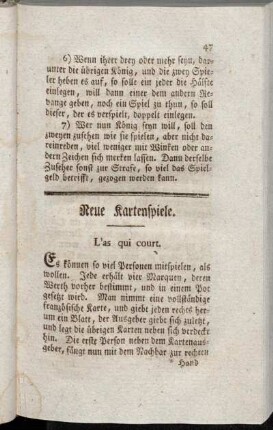 47
6) Wenn ihrer drey oder mehr seyn, dar-
unter die übrigen König, und die zwey Spie-
ler heben es auf, so solle ein jeder die Hälfte
einlegen, will dann einer dem andern Re-
vange geben, noch ein Spiel zu thun, so soll
dieser, der es verspielt, doppelt einlegen.
7) Wer nun König seyn will, soll den
zweyen zusehen wie sie spielen, aber nicht da-
reinreden, viel weniger mit Winken oder an-
dern Zeichen sich merken lassen. Dann derselbe
Zuseher sonst zur Strafe, so viel das Spiel-
geld betrifft, gezogen werden kann.
Neue Kartenspiele.
L'as qui court.
Es können so viel Personen mitspielen, als
wollen. Jede erhält vier Marquen, deren
Werth vorher bestimmt, und in einem Pot
gesetzt wird. Man nimmt eine vollständige
französische Karte, und giebt jeden rechts her-
um ein Blatt, der Ausgeber giebt sich zuletzt,
und legt die übrigen Karten neben sich verdeckt
hin. Die erste Person neben dem Kartenaus-
geber, fängt nun mit dem Nachbar zur rechten
Hand